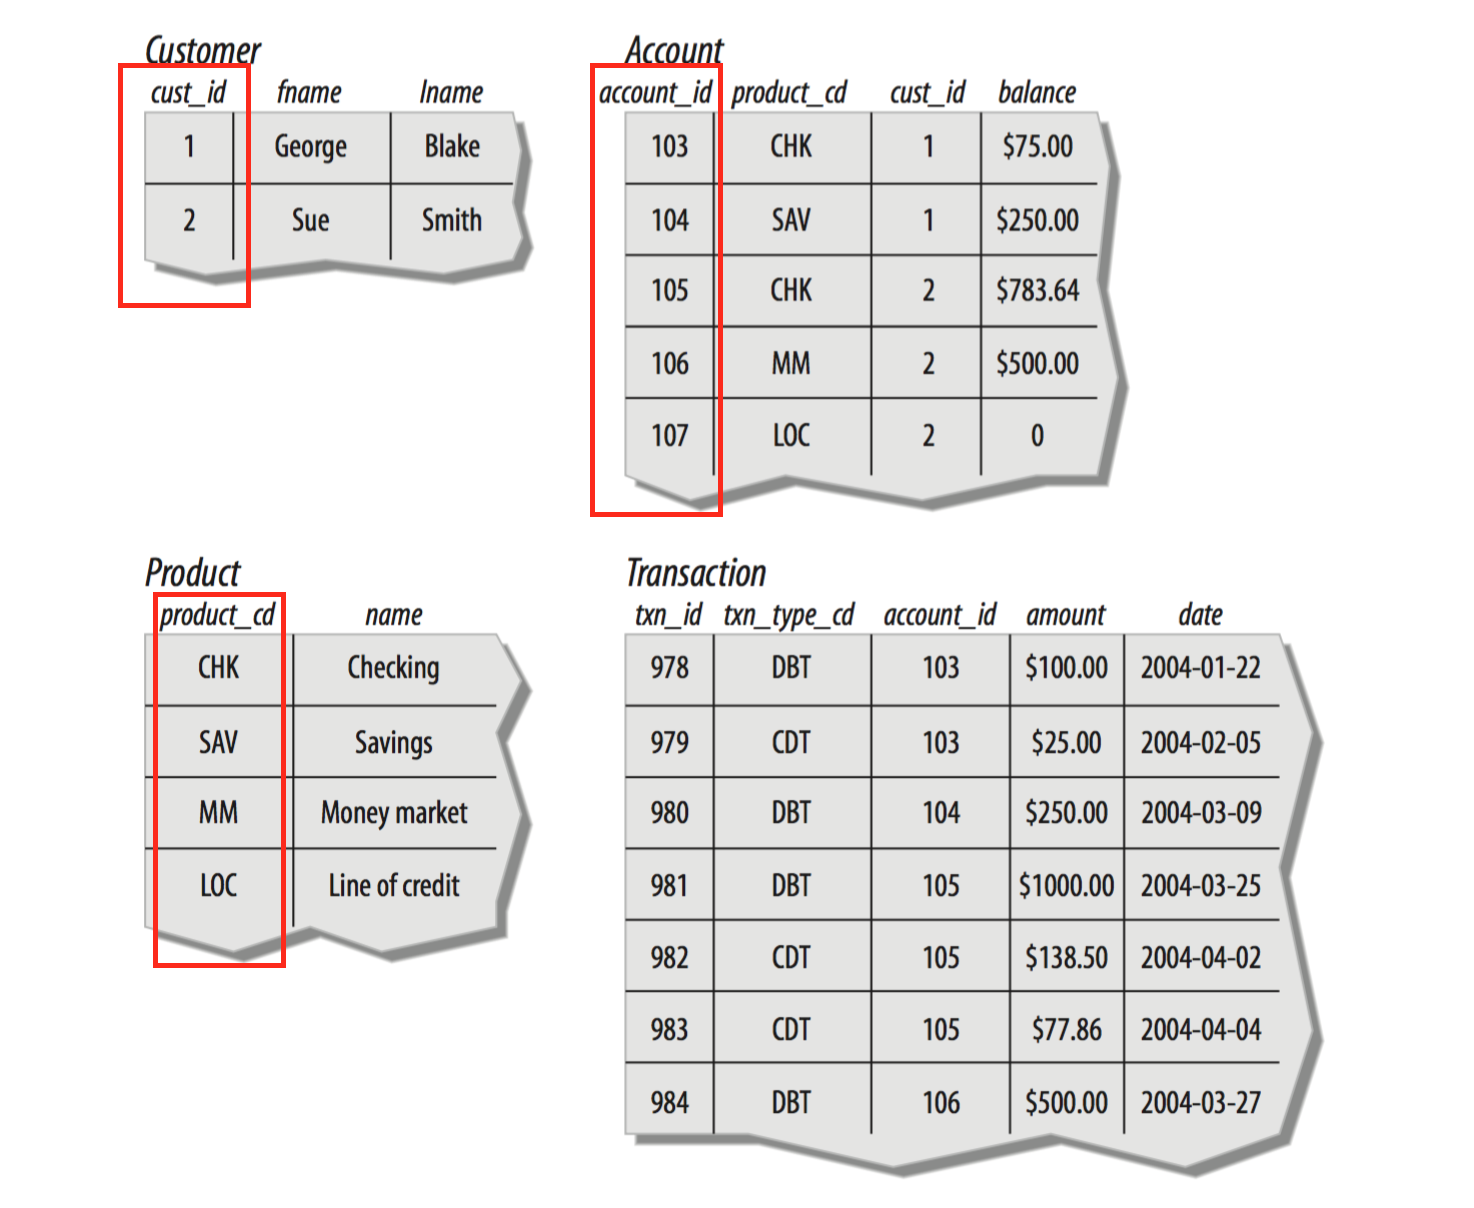 Customer
cust_id fname lname
1 George Blake
2 Sue Smith
Account
account_id product_cd cust_id balance
103 CHK 1 $75.00
104 SAV 1 $250.00
105 CHK 2 $783.64
106 MM 2 $500.00
107 LOC 2 0
Product
product_cd name
CHK Checking
SAV Savings
MM Money market
LOC Line of credit
Transaction
txn_id txn_type_cd account_id amount date
978 DBT 103 $100.00 2004-01-22
979 CDT 103 $25.00 2004-02-05
980 DBT 104 $250.00 2004-03-09
981 DBT 105 $1000.00 2004-03-25
982 CDT 105 $138.50 2004-04-02
983 CDT 105 $77.86 2004-04-04
984 DBT 106 $500.00 2004-03-27